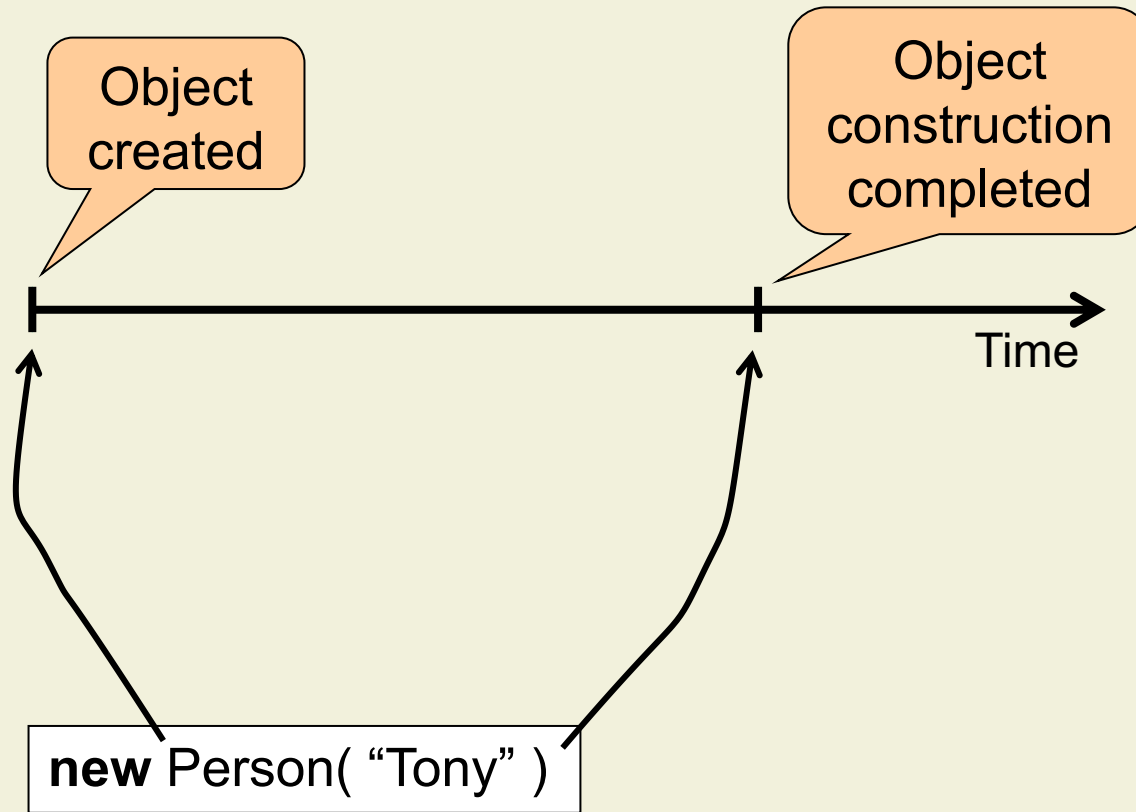 Object
created
Object
construction
completed
Time
new Person( “Tony” )